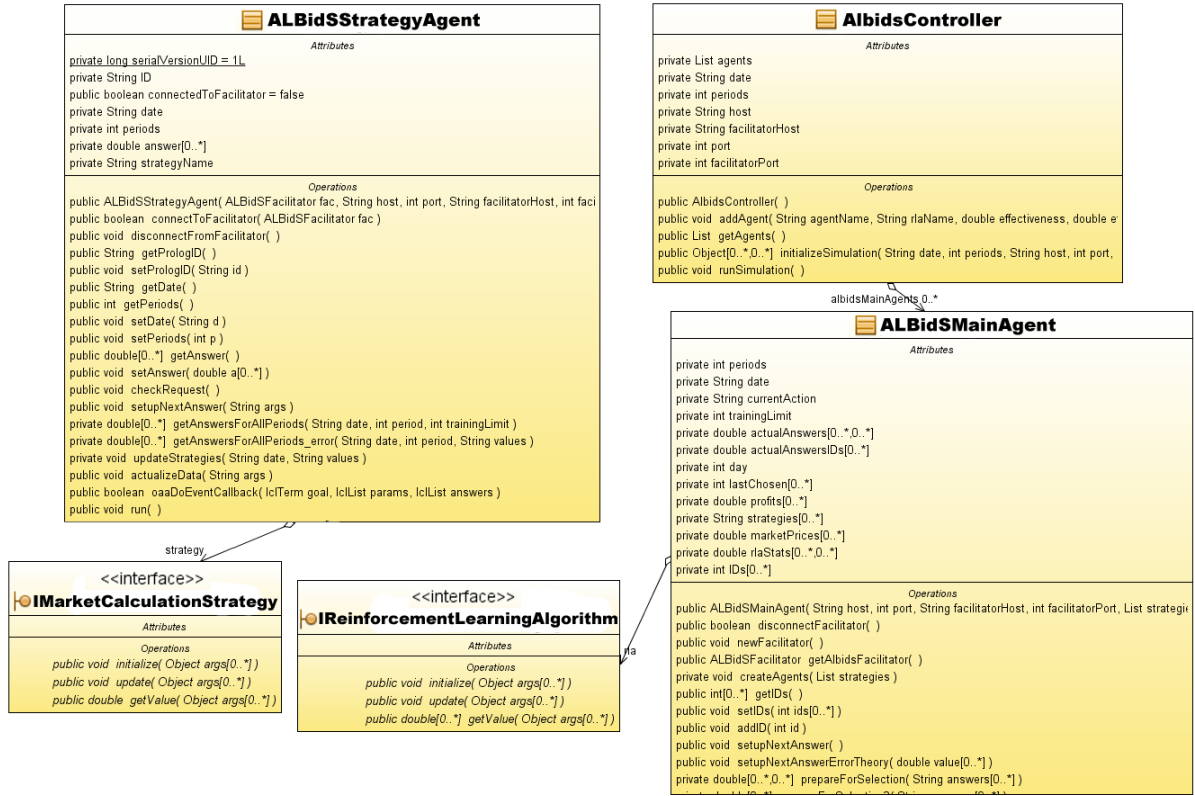 ALBidSStrategyAgent
Attributes
private long serialVersionUID = 1L
private String ID
public boolean connectedToFacilitator = false
private String date
private int periods
private double answer[0..*]
private String strategyName
Operations
public ALBidSStrategyAgent( ALBidSFacilitator fac, String host, int port, String facilitatorHost, int faci
public boolean connectToFacilitator( ALBidSFacilitator fac )
public void disconnectFromFacilitator( )
public String getPrologID( )
public void setPrologID( String id )
public String getDate( )
public int getPeriods( )
public void setDate( String d )
public void setPeriods( int p )
public double[0..*] getAnswer( )
public void setAnswer( double a[0..*] )
public void checkRequest( )
public void setupNextAnswer( String args )
private double[0..*] getAnswersForAllPeriods( String date, int period, int trainingLimit )
private double[0..*] getAnswersForAllPeriods_error( String date, int period, String values )
private void updateStrategies( String date, String values )
public void actualizeData( String args )
public boolean oaaDoEventCallback( IclTerm goal, IclList params, IclList answers )
public void run( )
strategy
<<interface>>
IMarketCalculationStrategy
Attributes
Operations
public void initialize( Object args[0..*] )
public void update( Object args[0..*] )
public double getValue( Object args[0..*] )
<<interface>>
IReinforcementLearningAlgorithm
Attributes
Operations
public void initialize( Object args[0..*] )
public void update( Object args[0..*] )
public double[0..*] getValue( Object args[0..*] )
AlbidsController
Attributes
private List agents
private String date
private int periods
private String host
private String facilitatorHost
private int port
private int facilitatorPort
Operations
public AlbidsController( )
public void addAgent( String agentName, String rlaName, double effectiveness, double e
public List getAgents( )
public Object[0..*,0..*] initializeSimulation( String date, int periods, String host, int port,
public void runSimulation( )
albidsMainAgents 0..*
ALBidSMainAgent
Attributes
private int periods
private String date
private String currentAction
private int trainingLimit
private double actualAnswers[0..*,0..*]
private double actualAnswersIDs[0..*]
private int day
private int lastChosen[0..*]
private double profits[0..*]
private String strategies[0..*]
private double marketPrices[0..*]
private double rlaStats[0..*,0..*]
private int IDs[0..*]
Operations
public ALBidSMainAgent( String host, int port, String facilitatorHost, int facilitatorPort, List strategie
public boolean disconnectFacilitator( )
public void newFacilitator( )
public ALBidSFacilitator getAlbidsFacilitator( )
private void createAgents( List strategies )
public int[0..*] getIDs( )
public void setIDs( int ids[0..*] )
public void addID( int id )
public void setupNextAnswer( )
public void setupNextAnswerErrorTheory( double value[0..*] )
private double[0..*,0..*] prepareForSelection( String answers[0..*] )